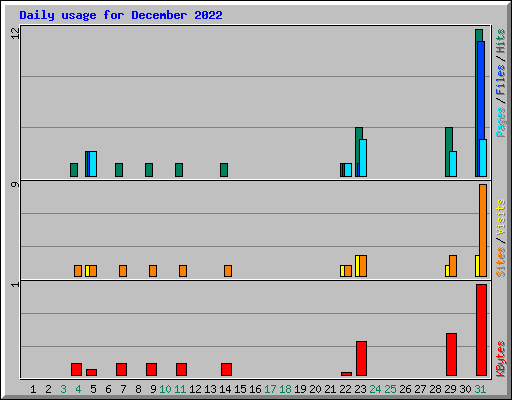 Daily usage for December 2022
12
9
1
Pages / Files / Hits
Sites / Visits
KBytes
1 2 3 4 5 6 7 8 9 10 11 12 13 14 15 16 17 18 19 20 21 22 23 24 25 26 27 28 29 30 31